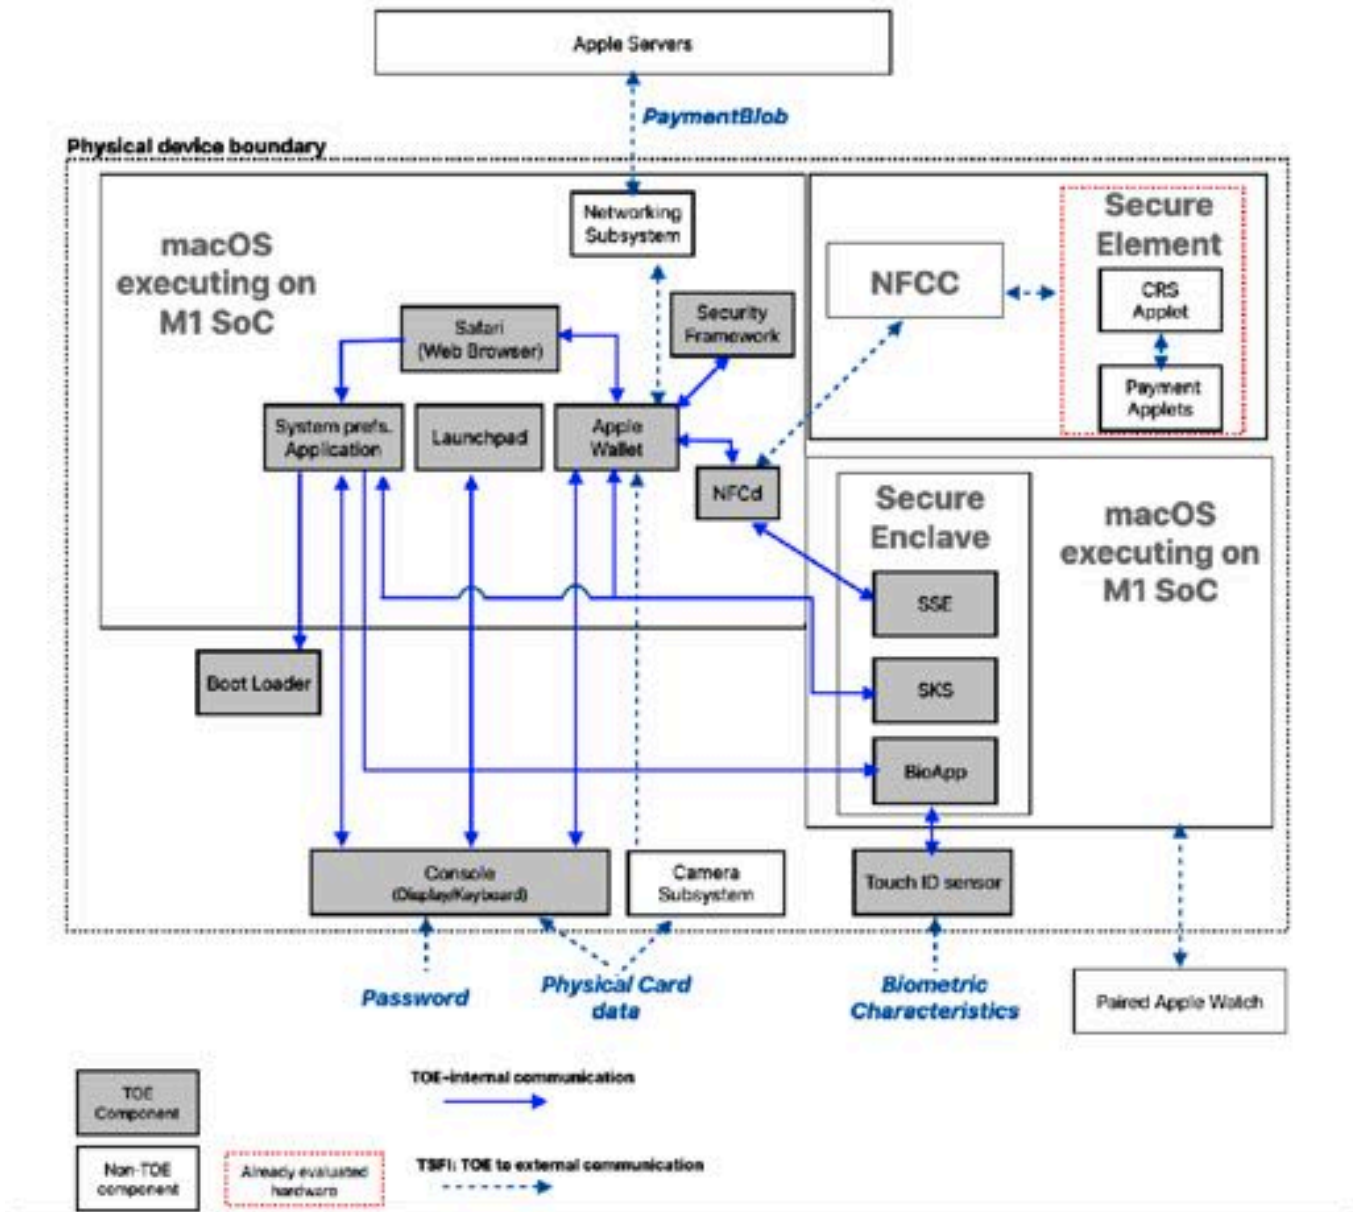 Apple Servers
PaymentBlob
Physical device boundary
macOS
executing on
M1 SoC
Networking
Subsystem
Safari
(Web Browser)
Security
Framework
System prefs.
Application
Launchpad
Apple
Wallet
NFCd
Boot Loader
NFCC
Secure
Element
CRS
Applet
Payment
Applets
Secure
Enclave
SSE
SKS
BioApp
macOS
executing on
M1 SoC
Console
(Display/Keyboard)
Camera
Subsystem
Touch ID sensor
Password
Physical Card
data
Biometric
Characteristics
Paired Apple Watch
TOE
Component
TOE-internal communication
Non-TOE
component
Already evaluated
hardware
TSFI: TOE to external communication